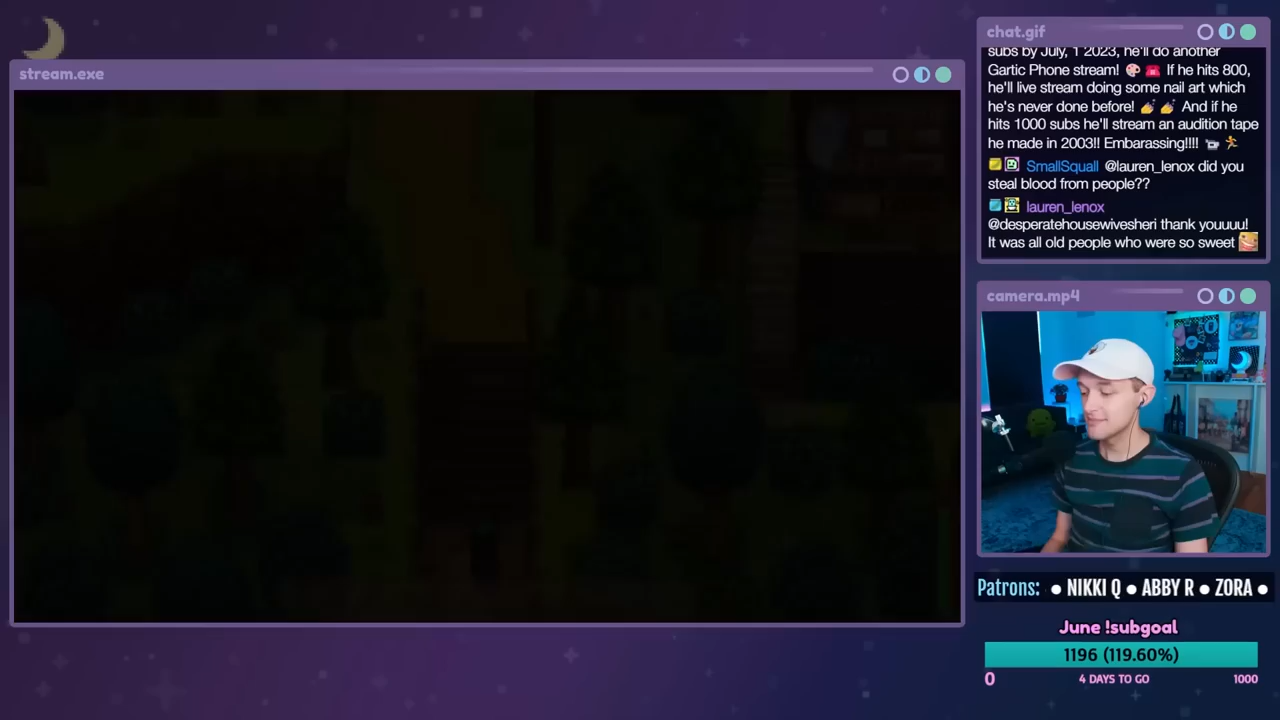 stream.exe
chat.gif
subs by July, 1 2023, he'll do another
Gartic Phone stream! 🎨 ☎️ If he hits 800,
he'll live stream doing some nail art which
he's never done before! 💅 💅 And if he
hits 1000 subs he'll stream an audition tape
he made in 2003!! Embarassing!!!! 📹 🏃
SmallSquall @lauren_lenox did you
steal blood from people??
lauren_lenox
@desperatehousewivesheri thank youuuu!
It was all old people who were so sweet
camera.mp4
Patrons: ● NIKKI Q ● ABBY R ● ZORA ●
June !subgoal
1196 (119.60%)
0 4 DAYS TO GO 1000